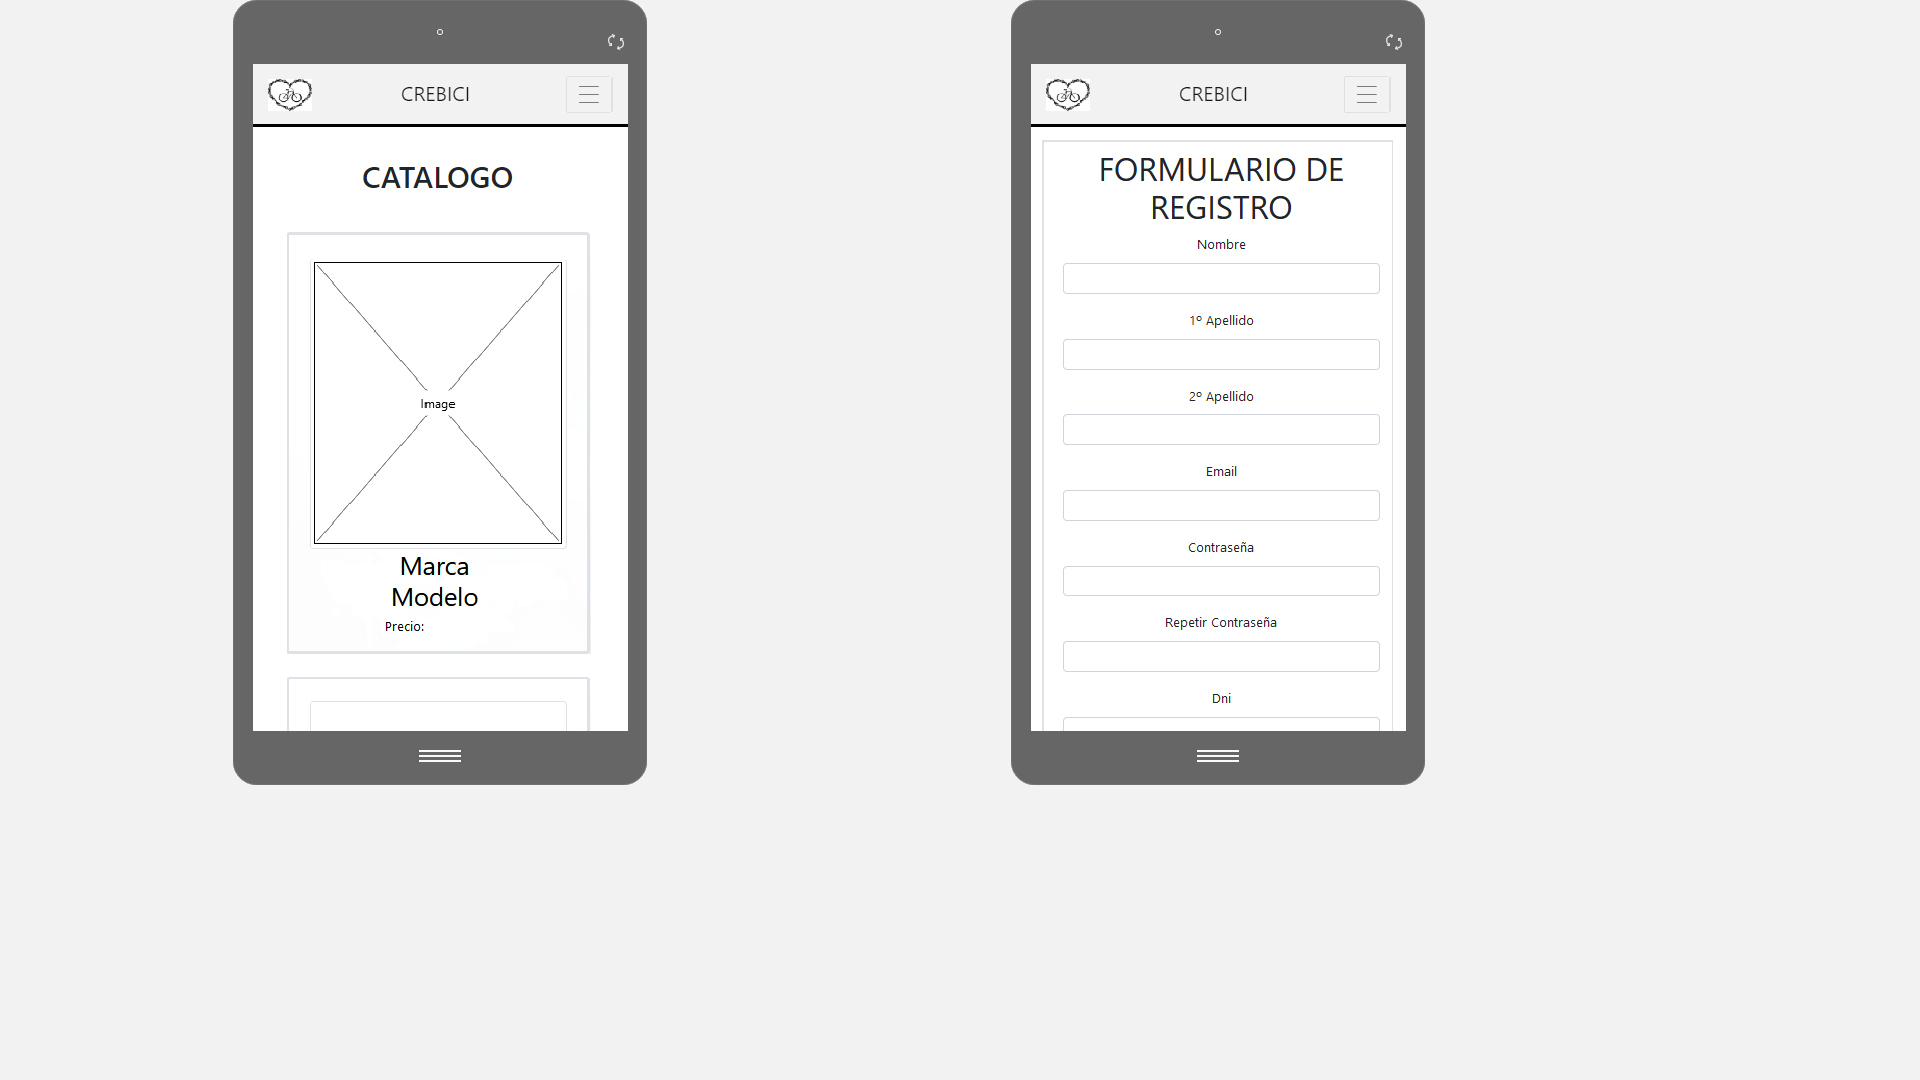 CREBICI
CATALOGO
Image
Marca
Modelo
Precio:
CREBICI
FORMULARIO DE
REGISTRO
Nombre
1º Apellido
2º Apellido
Email
Contraseña
Repetir Contraseña
Dni